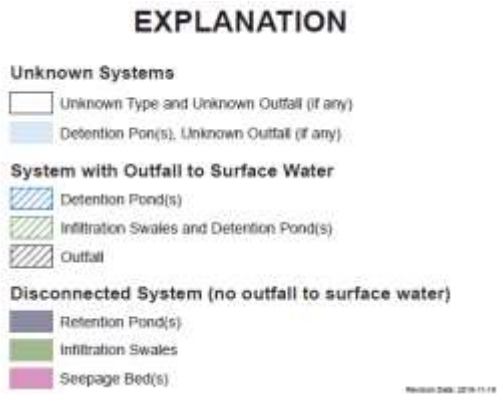 EXPLANATION
Unknown Systems
Unknown Type and Unknown Outfall (if any)
Detention Pon(s), Unknown Outfall (if any)
System with Outfall to Surface Water
Detention Pond(s)
Infiltration Swales and Detention Pond(s)
Outfall
Disconnected System (no outfall to surface water)
Retention Pond(s)
Infiltration Swales
Seepage Bed(s)
Revision Date: